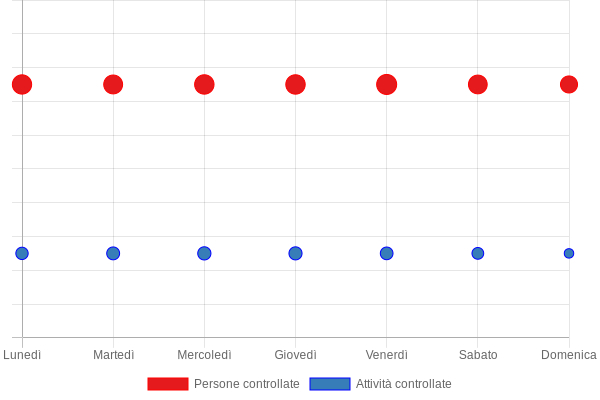 Lunedì Martedì Mercoledì Giovedì Venerdì Sabato Domenica
Persone controllate Attività controllate